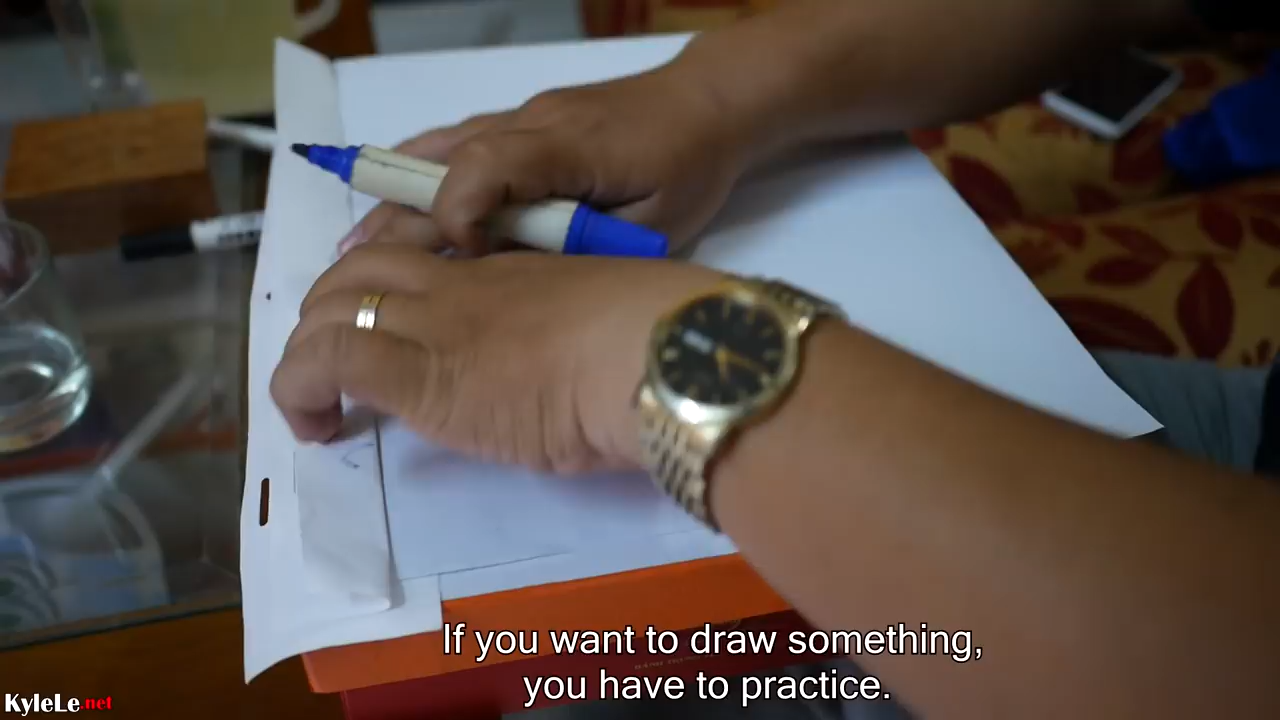 If you want to draw something,
you have to practice.
KyleLe.net